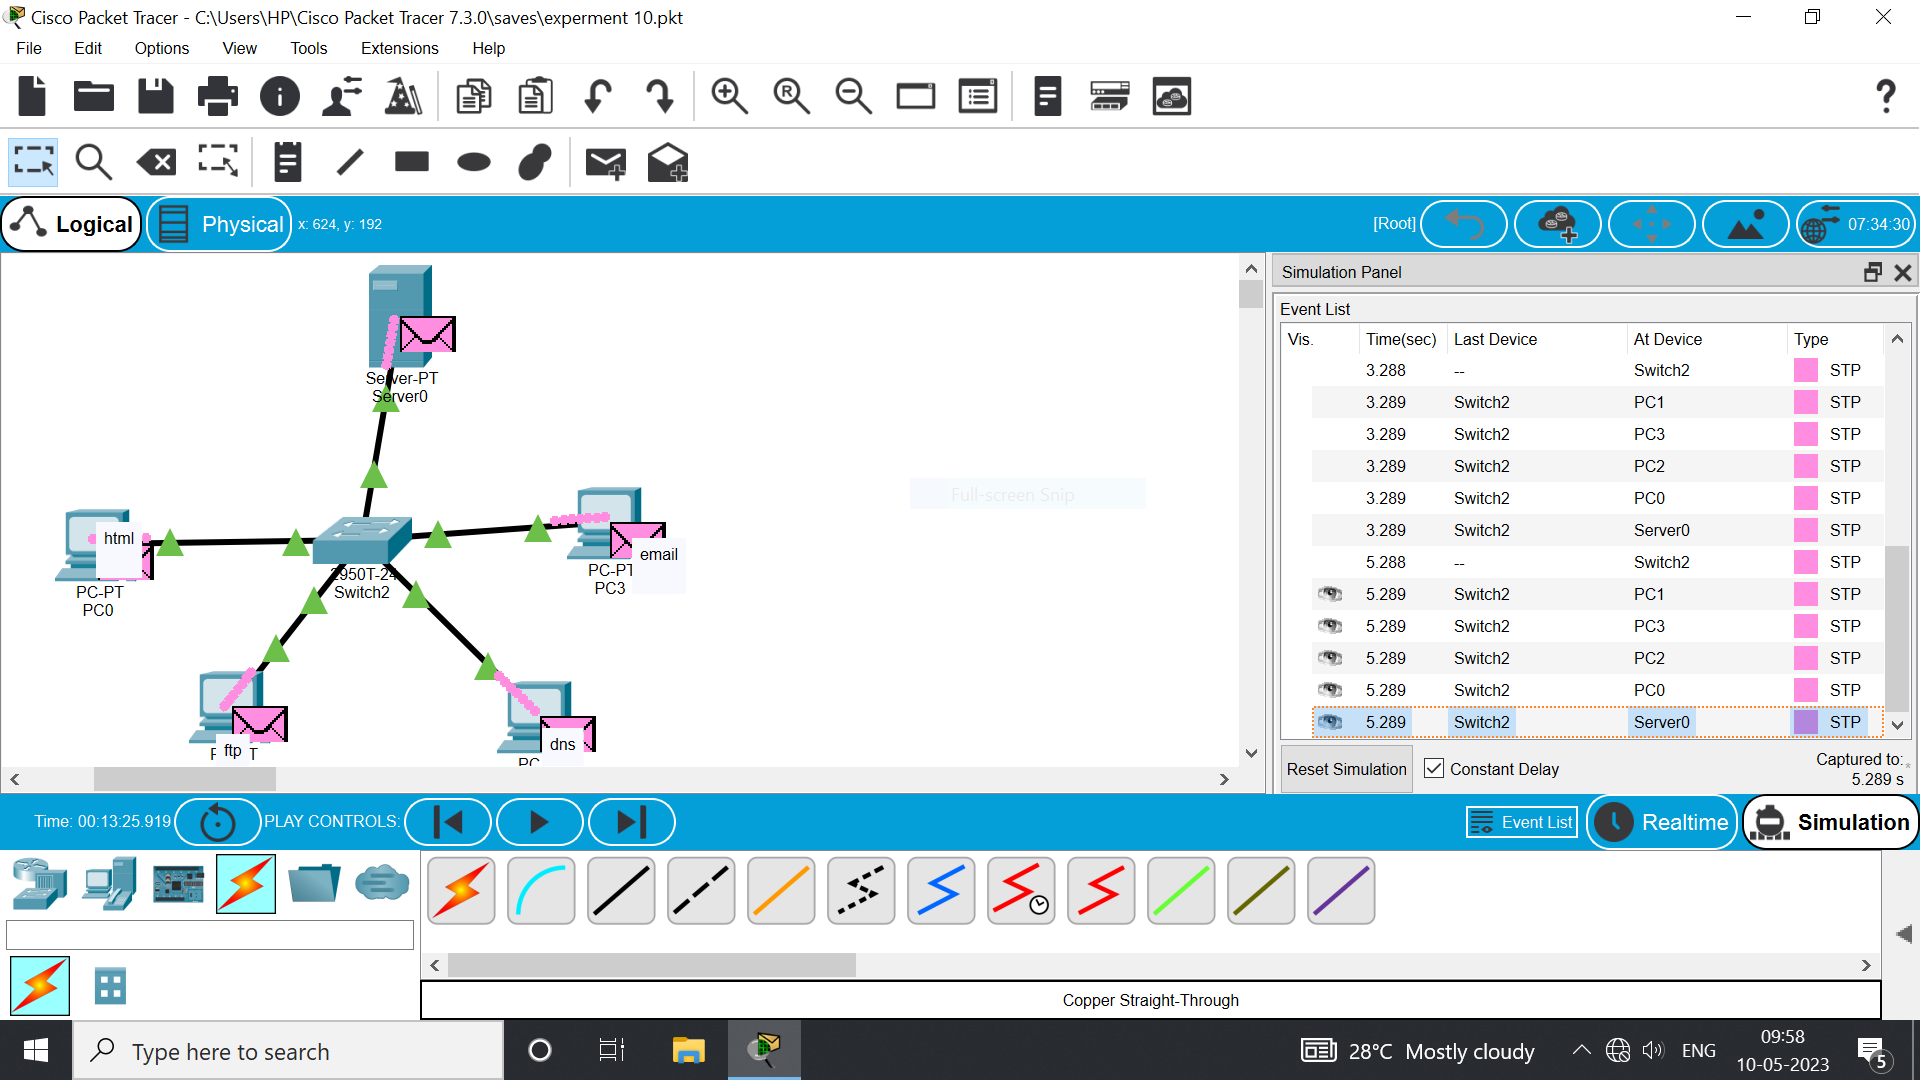 Cisco Packet Tracer - C:\Users\HP\Cisco Packet Tracer 7.3.0\saves\experment 10.pkt
File Edit Options View Tools Extensions Help
Logical Physical x: 624, y: 192 [Root] 07:34:30
Simulation Panel
Event List
Vis. Time(sec) Last Device At Device Type
3.288 -- Switch2 STP
3.289 Switch2 PC1 STP
3.289 Switch2 PC3 STP
3.289 Switch2 PC2 STP
3.289 Switch2 PC0 STP
3.289 Switch2 Server0 STP
5.288 -- Switch2 STP
5.289 Switch2 PC1 STP
5.289 Switch2 PC3 STP
5.289 Switch2 PC2 STP
5.289 Switch2 PC0 STP
5.289 Switch2 Server0 STP
Reset Simulation Constant Delay Captured to:
5.289 s
Server-PT
Server0
Full-screen Snip
html
PC-PT
PC0
2950T-24
Switch2
email
PC-PT
PC3
ftp
dns
PC
Time: 00:13:25.919 PLAY CONTROLS: Event List Realtime Simulation
Copper Straight-Through
Type here to search
28°C Mostly cloudy ENG
09:58
10-05-2023
5